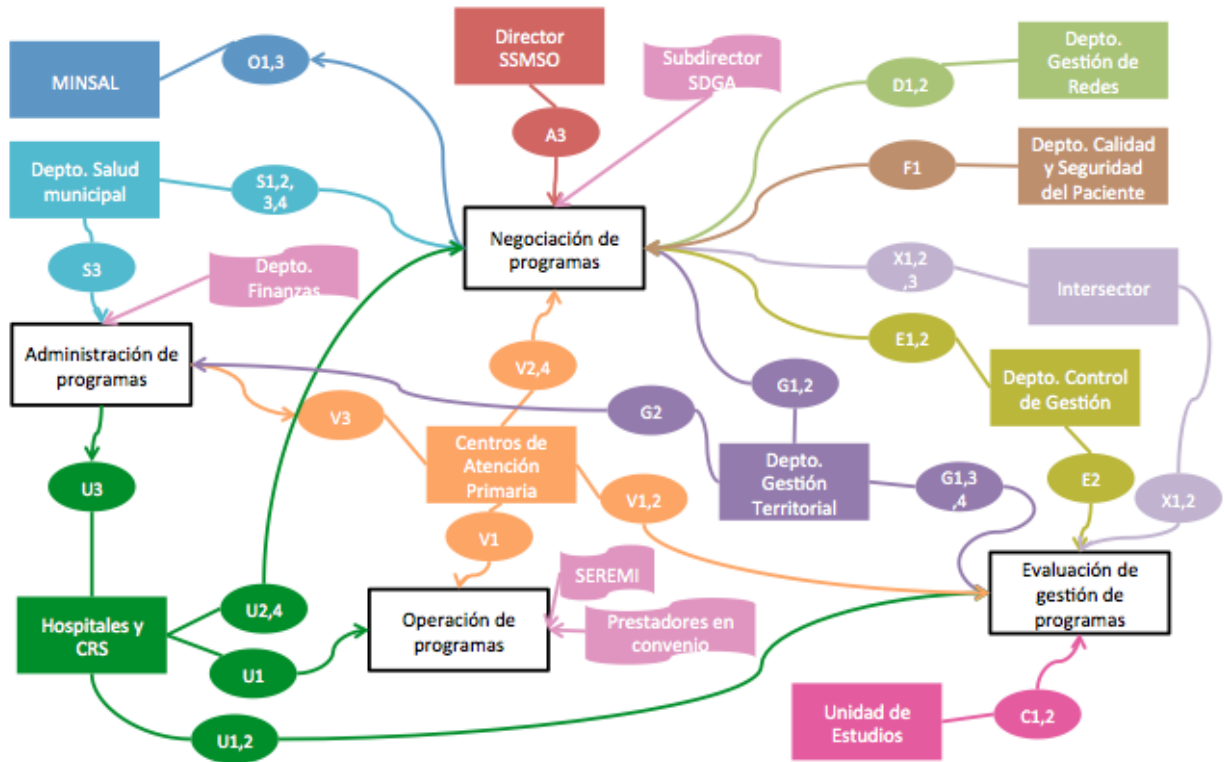 MINSAL
O1,3
Director
SSMSO
Subdirector
SDGA
A3
D1,2
Depto.
Gestión de
Redes
Depto. Salud
municipal
S1,2,
3,4
F1
Depto. Calidad
y Seguridad
del Paciente
Negociación de
programas
S3
Depto.
Finanzas
X1,2
,3
Intersector
E1,2
Administración de
programas
V2,4
G1,2
Depto. Control
de Gestión
V3
G2
Centros de
Atención
Primaria
Depto.
Gestión
Territorial
U3
V1,2
G1,3
,4
E2
X1,2
V1
SEREMI
Evaluación de
gestión de
programas
U2,4
Hospitales y
CRS
Operación de
programas
Prestadores en
convenio
U1
Unidad de
Estudios
C1,2
U1,2